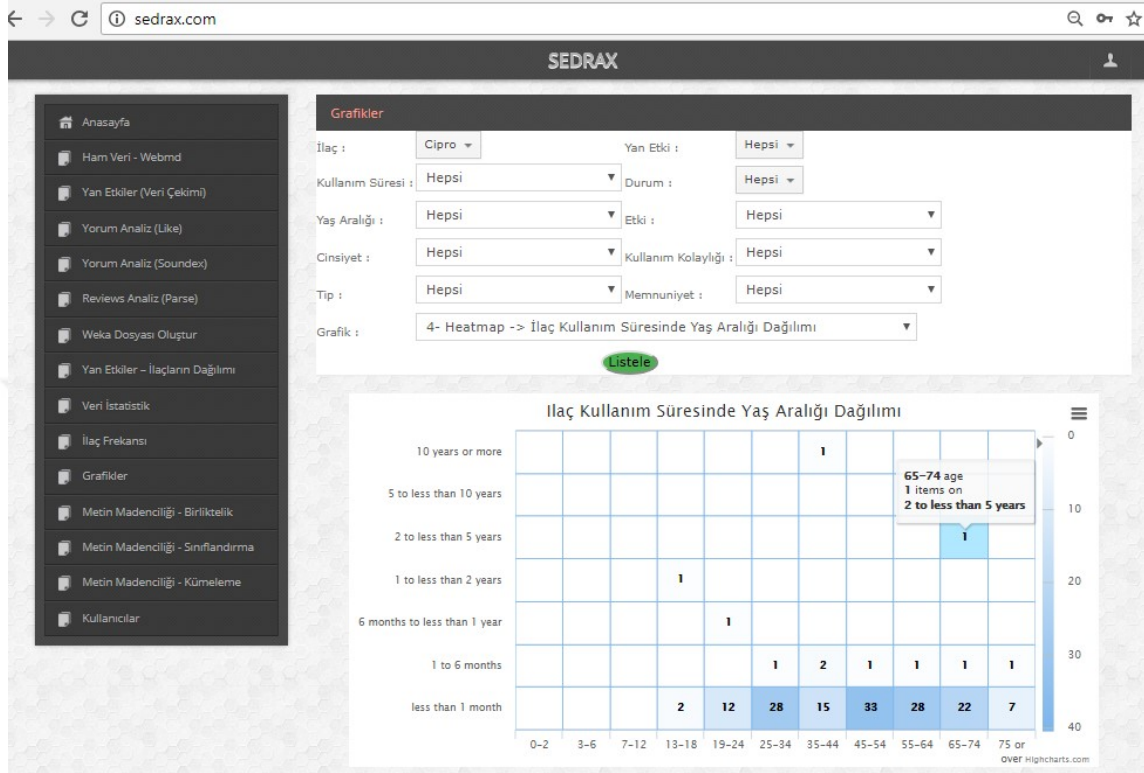 sedrax.com
SEDRAX
Anasayfa
Ham Veri - Webmd
Yan Etkiler (Veri Çekimi)
Yorum Analiz (Like)
Yorum Analiz (Soundex)
Reviews Analiz (Parse)
Weka Dosyası Oluştur
Yan Etkiler – İlaçların Dağılımı
Veri İstatistik
İlaç Frekansı
Grafikler
Metin Madenciliği - Birliktelik
Metin Madenciliği - Sınıflandırma
Metin Madenciliği - Kümeleme
Kullanıcılar
Grafikler
İlaç : Cipro Yan Etki : Hepsi
Kullanım Süresi : Hepsi Durum : Hepsi
Yaş Aralığı : Hepsi Etki : Hepsi
Cinsiyet : Hepsi Kullanım Kolaylığı : Hepsi
Tip : Hepsi Memnuniyet : Hepsi
Grafik : 4- Heatmap -> İlaç Kullanım Süresinde Yaş Aralığı Dağılımı
Listele
Ilaç Kullanım Süresinde Yaş Aralığı Dağılımı
10 years or more 1
5 to less than 10 years
65-74 age
1 items on
2 to less than 5 years
2 to less than 5 years 1
1 to less than 2 years 1
6 months to less than 1 year 1
1 to 6 months 1 2 1 1 1 1
less than 1 month 2 12 28 15 33 28 22 7
0-2 3-6 7-12 13-18 19-24 25-34 35-44 45-54 55-64 65-74 75 or
over Highcharts.com
0
10
20
30
40